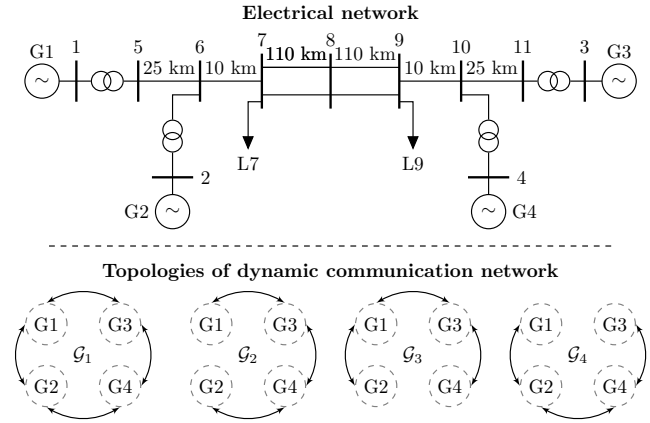 Electrical network
G1 1 5 6 7 8 9 10 11 3 G3
25 km 10 km 110 km 110 km 10 km 25 km
∼ ∼
L7 L9
2 4
G2 ∼ ∼ G4
Topologies of dynamic communication network
G1 G3 G1 G3 G1 G3 G1 G3
𝒢1 𝒢2 𝒢3 𝒢4
G2 G4 G2 G4 G2 G4 G2 G4